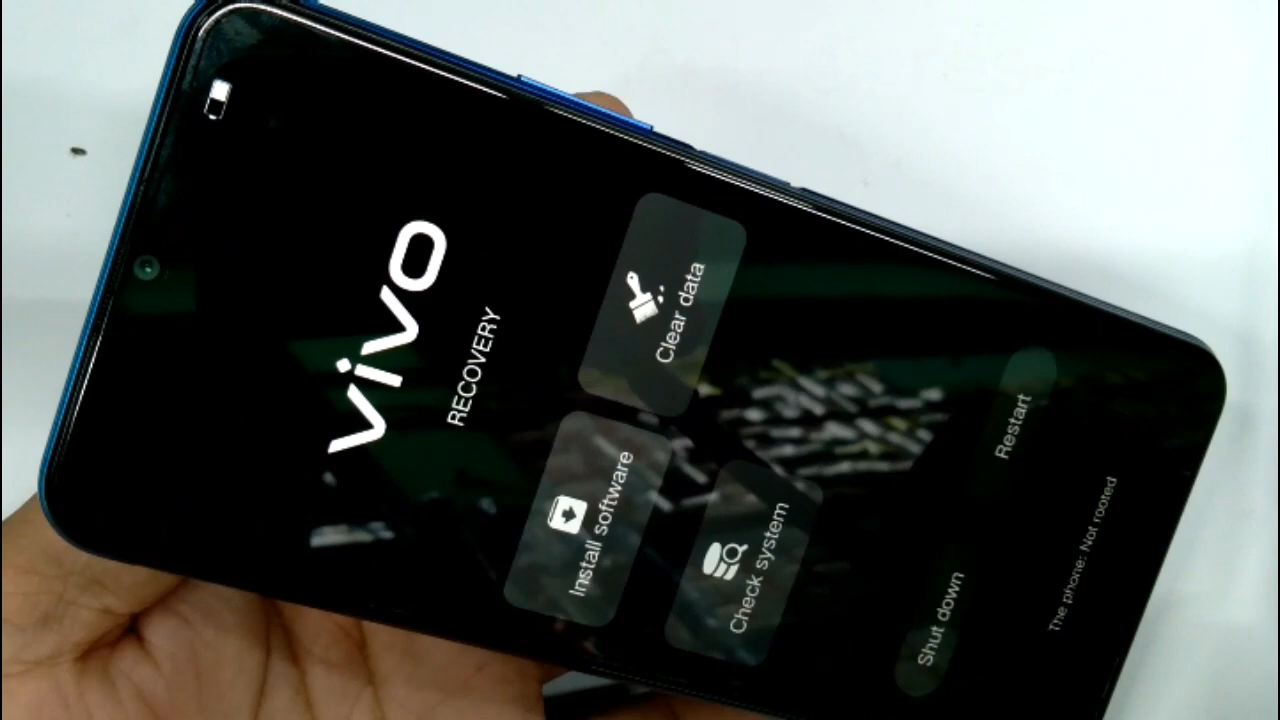 vivo
RECOVERY
Install software
Clear data
Check system
Shut down
Restart
The phone: Not rooted